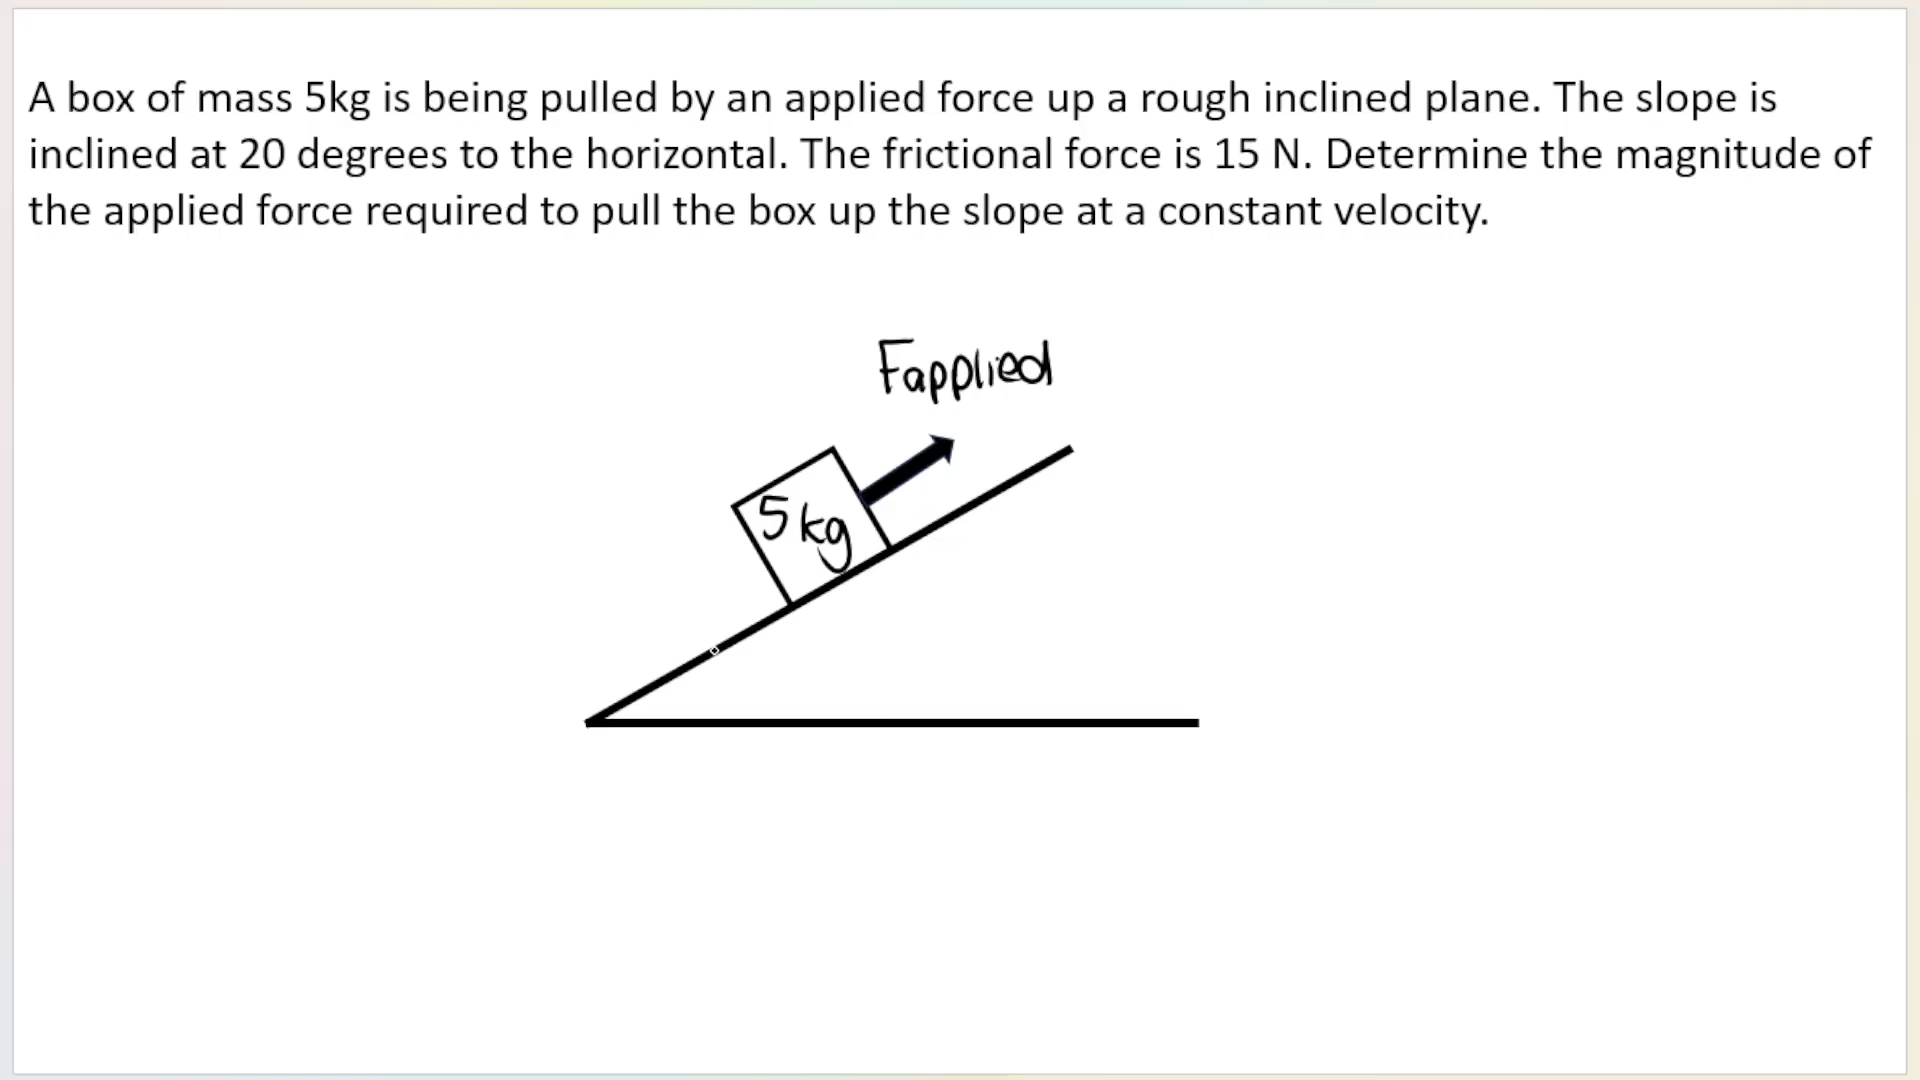 A box of mass 5kg is being pulled by an applied force up a rough inclined plane. The slope is
inclined at 20 degrees to the horizontal. The frictional force is 15 N. Determine the magnitude of
the applied force required to pull the box up the slope at a constant velocity.
Fapplied
5kg